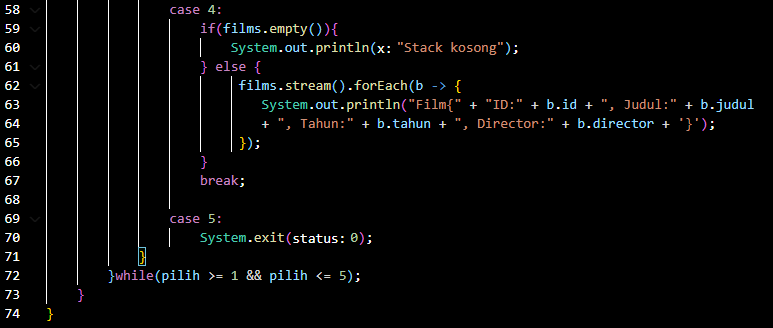 58 case 4:
59 if(films.empty()){
60 System.out.println(x: "Stack kosong");
61 } else {
62 films.stream().forEach(b -> {
63 System.out.println("Film{" + "ID:" + b.id + ", Judul:" + b.judul
64 + ", Tahun:" + b.tahun + ", Director:" + b.director + '}');
65 });
66 }
67 break;
68
69 case 5:
70 System.exit(status: 0);
71 }
72 }while(pilih >= 1 && pilih <= 5);
73 }
74 }